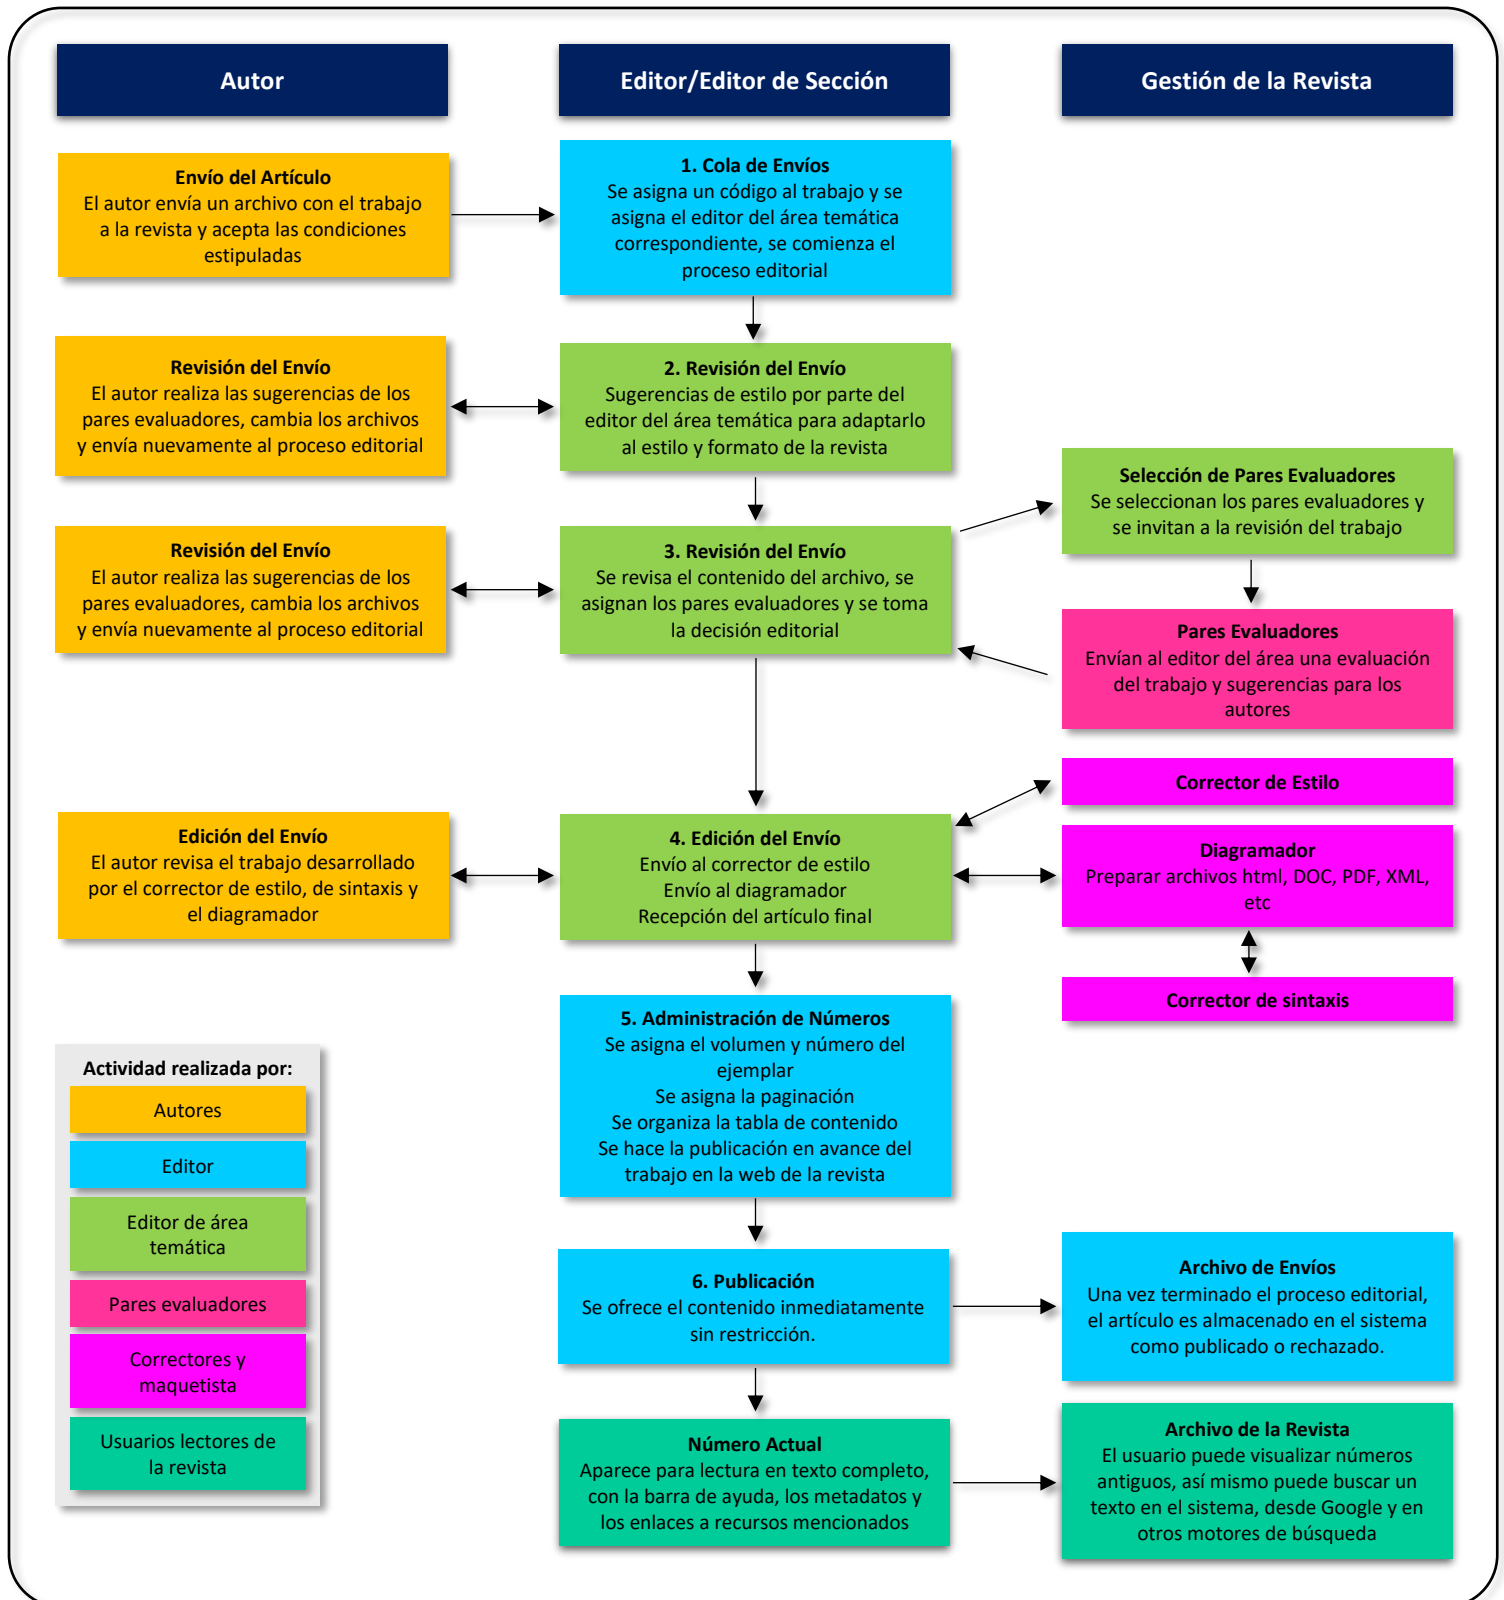 Autor
Editor/Editor de Sección
Gestión de la Revista
Envío del Artículo
El autor envía un archivo con el trabajo
a la revista y acepta las condiciones
estipuladas
1. Cola de Envíos
Se asigna un código al trabajo y se
asigna el editor del área temática
correspondiente, se comienza el
proceso editorial
Revisión del Envío
El autor realiza las sugerencias de los
pares evaluadores, cambia los archivos
y envía nuevamente al proceso editorial
2. Revisión del Envío
Sugerencias de estilo por parte del
editor del área temática para adaptarlo
al estilo y formato de la revista
Selección de Pares Evaluadores
Se seleccionan los pares evaluadores y
se invitan a la revisión del trabajo
Revisión del Envío
El autor realiza las sugerencias de los
pares evaluadores, cambia los archivos
y envía nuevamente al proceso editorial
3. Revisión del Envío
Se revisa el contenido del archivo, se
asignan los pares evaluadores y se toma
la decisión editorial
Pares Evaluadores
Envían al editor del área una evaluación
del trabajo y sugerencias para los
autores
Corrector de Estilo
Edición del Envío
El autor revisa el trabajo desarrollado
por el corrector de estilo, de sintaxis y
el diagramador
4. Edición del Envío
Envío al corrector de estilo
Envío al diagramador
Recepción del artículo final
Diagramador
Preparar archivos html, DOC, PDF, XML,
etc
Corrector de sintaxis
5. Administración de Números
Se asigna el volumen y número del
ejemplar
Se asigna la paginación
Se organiza la tabla de contenido
Se hace la publicación en avance del
trabajo en la web de la revista
Actividad realizada por:
Autores
Editor
Editor de área
temática
Pares evaluadores
Correctores y
maquetista
Usuarios lectores de
la revista
6. Publicación
Se ofrece el contenido inmediatamente
sin restricción.
Archivo de Envíos
Una vez terminado el proceso editorial,
el artículo es almacenado en el sistema
como publicado o rechazado.
Número Actual
Aparece para lectura en texto completo,
con la barra de ayuda, los metadatos y
los enlaces a recursos mencionados
Archivo de la Revista
El usuario puede visualizar números
antiguos, así mismo puede buscar un
texto en el sistema, desde Google y en
otros motores de búsqueda